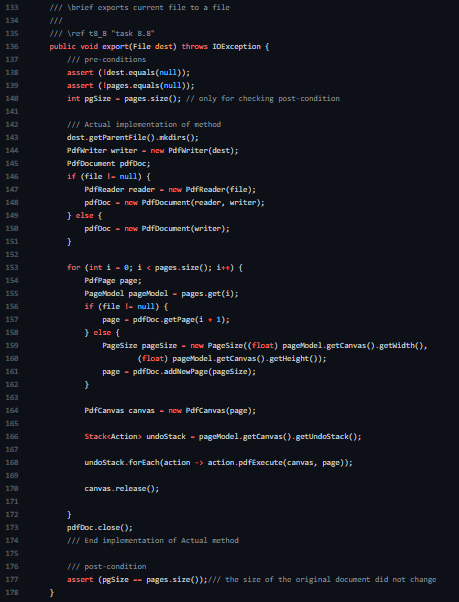 133 /// \brief exports current file to a file
134 ///
135 /// \ref t8_8 "task 8.8"
136 public void export(File dest) throws IOException {
137 /// pre-conditions
138 assert (!dest.equals(null));
139 assert (!pages.equals(null));
140 int pgSize = pages.size(); // only for checking post-condition
141
142 /// Actual implementation of method
143 dest.getParentFile().mkdirs();
144 PdfWriter writer = new PdfWriter(dest);
145 PdfDocument pdfDoc;
146 if (file != null) {
147 PdfReader reader = new PdfReader(file);
148 pdfDoc = new PdfDocument(reader, writer);
149 } else {
150 pdfDoc = new PdfDocument(writer);
151 }
152
153 for (int i = 0; i < pages.size(); i++) {
154 PdfPage page;
155 PageModel pageModel = pages.get(i);
156 if (file != null) {
157 page = pdfDoc.getPage(i + 1);
158 } else {
159 PageSize pageSize = new PageSize((float) pageModel.getCanvas().getWidth(),
160 (float) pageModel.getCanvas().getHeight());
161 page = pdfDoc.addNewPage(pageSize);
162 }
163
164 PdfCanvas canvas = new PdfCanvas(page);
165
166 Stack<Action> undoStack = pageModel.getCanvas().getUndoStack();
167
168 undoStack.forEach(action -> action.pdfExecute(canvas, page));
169
170 canvas.release();
171
172 }
173 pdfDoc.close();
174 /// End implementation of Actual method
175
176 /// post-condition
177 assert (pgSize == pages.size());/// the size of the original document did not change
178 }